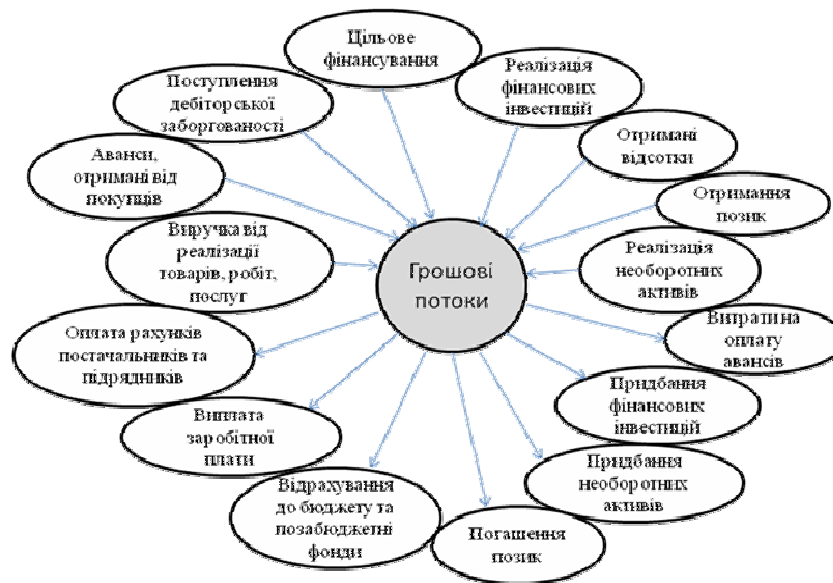 Цільове
фінансування
Поступлення
дебіторської
заборгованості
Реалізація
фінансових
інвестицій
Аванси,
отримані від
покупців
Отримані
відсотки
Отримання
позик
Виручка від
реалізації
товарів, робіт,
послуг
Грошові
потоки
Реалізація
необоротних
активів
Оплата рахунків
постачальників та
підрядників
Витрати на
оплату
авансів
Виплата
заробітної
плати
Придбання
фінансових
інвестицій
Відрахування
до бюджету та
позабюджетні
фонди
Погашення
позик
Придбання
необоротних
активів